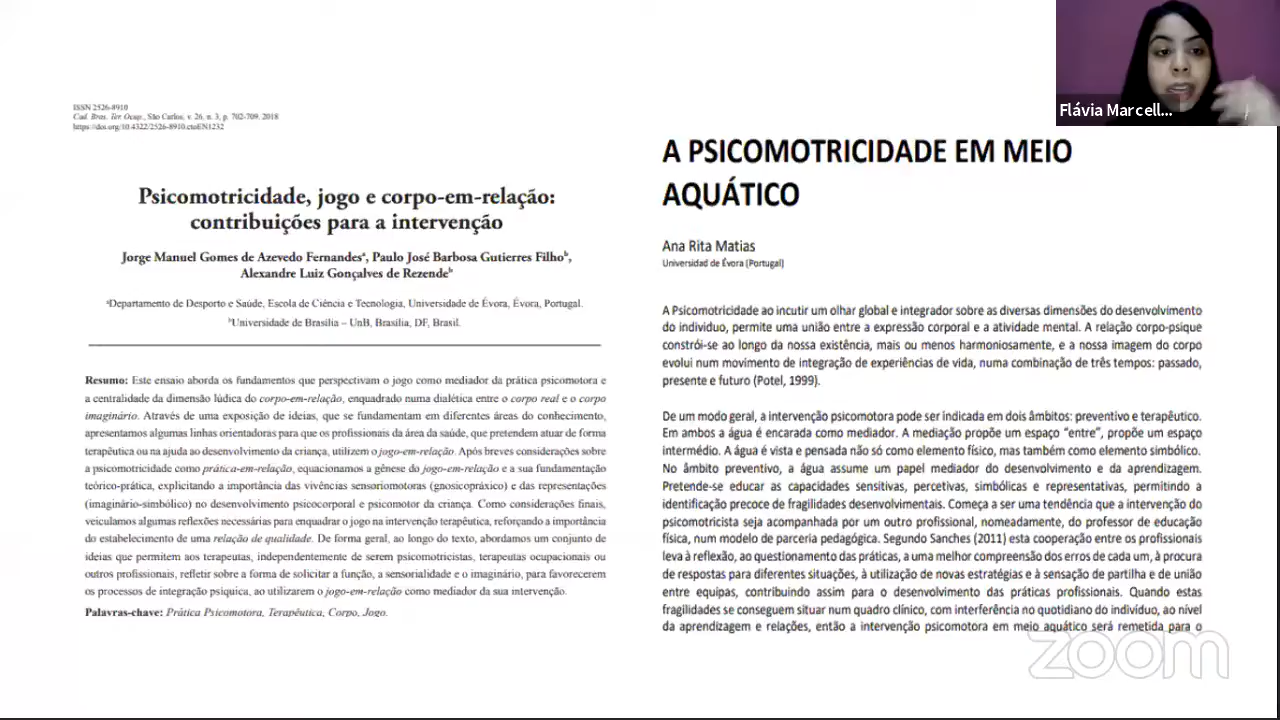 ISSN 2526-8910
Cad. Bras. Ter. Ocup., São Carlos, v. 26, n. 3, p. 702-709, 2018
https://doi.org/10.4322/2526-8910.ctoEN1232
Psicomotricidade, jogo e corpo-em-relação:
contribuições para a intervenção
Jorge Manuel Gomes de Azevedo Fernandesª, Paulo José Barbosa Gutierres Filhoᵇ,
Alexandre Luiz Gonçalves de Rezendeᵇ
ªDepartamento de Desporto e Saúde, Escola de Ciência e Tecnologia, Universidade de Évora, Évora, Portugal.
ᵇUniversidade de Brasília – UnB, Brasília, DF, Brasil.
Resumo: Este ensaio aborda os fundamentos que perspectivam o jogo como mediador da prática psicomotora e
a centralidade da dimensão lúdica do corpo-em-relação, enquadrado numa dialética entre o corpo real e o corpo
imaginário. Através de uma exposição de ideias, que se fundamentam em diferentes áreas do conhecimento,
apresentamos algumas linhas orientadoras para que os profissionais da área da saúde, que pretendem atuar de forma
terapêutica ou na ajuda ao desenvolvimento da criança, utilizem o jogo-em-relação. Após breves considerações sobre
a psicomotricidade como prática-em-relação, equacionamos a gênese do jogo-em-relação e a sua fundamentação
teórico-prática, explicitando a importância das vivências sensoriomotoras (gnosicopráxico) e das representações
(imaginário-simbólico) no desenvolvimento psicocorporal e psicomotor da criança. Como considerações finais,
veiculamos algumas reflexões necessárias para enquadrar o jogo na intervenção terapêutica, reforçando a importância
do estabelecimento de uma relação de qualidade. De forma geral, ao longo do texto, abordamos um conjunto de
ideias que permitem aos terapeutas, independentemente de serem psicomotricistas, terapeutas ocupacionais ou
outros profissionais, refletir sobre a forma de solicitar a função, a sensorialidade e o imaginário, para favorecerem
os processos de integração psíquica, ao utilizarem o jogo-em-relação como mediador da sua intervenção.
Palavras-chave: Prática Psicomotora, Terapêutica, Corpo, Jogo.
Flávia Marcell...
A PSICOMOTRICIDADE EM MEIO
AQUÁTICO
Ana Rita Matias
Universidad de Évora (Portugal)
A Psicomotricidade ao incutir um olhar global e integrador sobre as diversas dimensões do desenvolvimento
do individuo, permite uma união entre a expressão corporal e a atividade mental. A relação corpo-psique
constrói-se ao longo da nossa existência, mais ou menos harmoniosamente, e a nossa imagem do corpo
evolui num movimento de integração de experiências de vida, numa combinação de três tempos: passado,
presente e futuro (Potel, 1999).
De um modo geral, a intervenção psicomotora pode ser indicada em dois âmbitos: preventivo e terapêutico.
Em ambos a água é encarada como mediador. A mediação propõe um espaço “entre”, propõe um espaço
intermédio. A água é vista e pensada não só como elemento físico, mas também como elemento simbólico.
No âmbito preventivo, a água assume um papel mediador do desenvolvimento e da aprendizagem.
Pretende-se educar as capacidades sensitivas, percetivas, simbólicas e representativas, permitindo a
identificação precoce de fragilidades desenvolvimentais. Começa a ser uma tendência que a intervenção do
psicomotricista seja acompanhada por um outro profissional, nomeadamente, do professor de educação
física, num modelo de parceria pedagógica. Segundo Sanches (2011) esta cooperação entre os profissionais
leva à reflexão, ao questionamento das práticas, a uma melhor compreensão dos erros de cada um, à procura
de respostas para diferentes situações, à utilização de novas estratégias e à sensação de partilha e de união
entre equipas, contribuindo assim para o desenvolvimento das práticas profissionais. Quando estas
fragilidades se conseguem situar num quadro clínico, com interferência no quotidiano do indivíduo, ao nível
da aprendizagem e relações, então a intervenção psicomotora em meio aquático será remetida para o
zoom